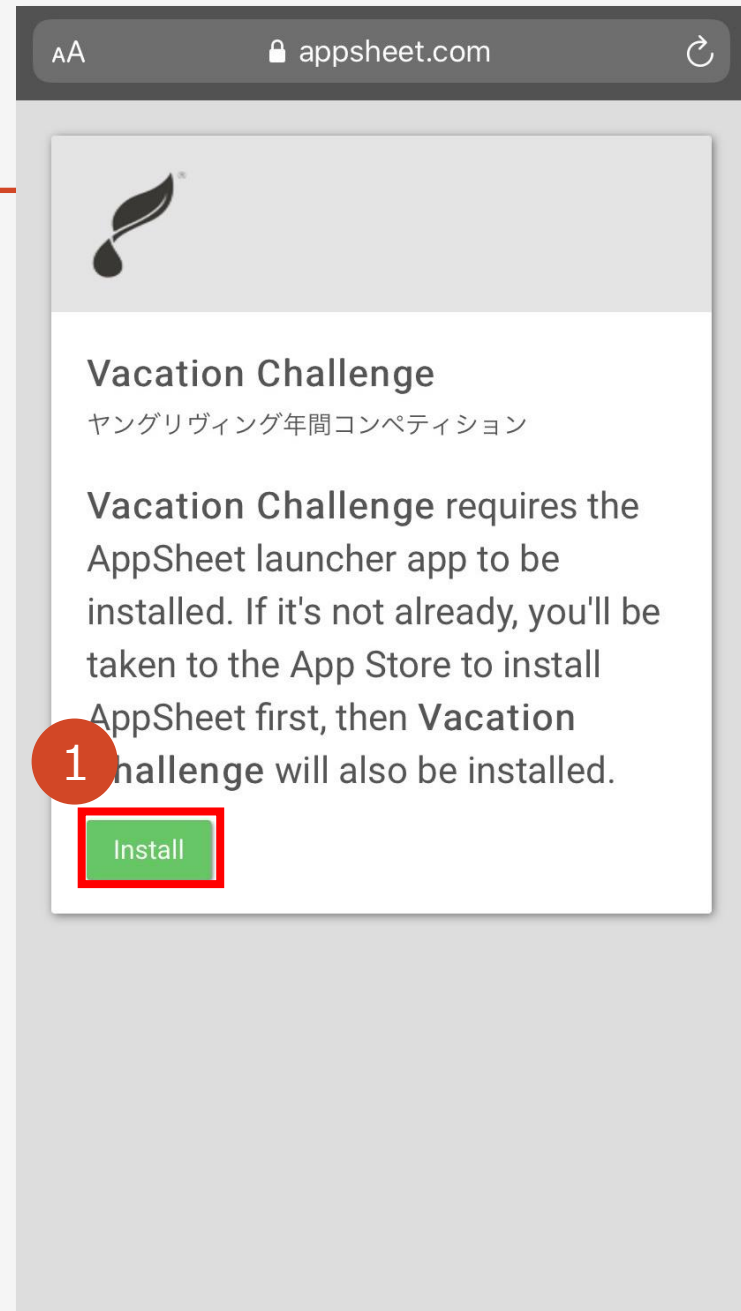 AA
appsheet.com
Vacation Challenge
ヤングリヴィング年間コンペティション
Vacation Challenge requires the
AppSheet launcher app to be
installed. If it's not already, you'll be
taken to the App Store to install
AppSheet first, then Vacation
1
hallenge will also be installed.
Install